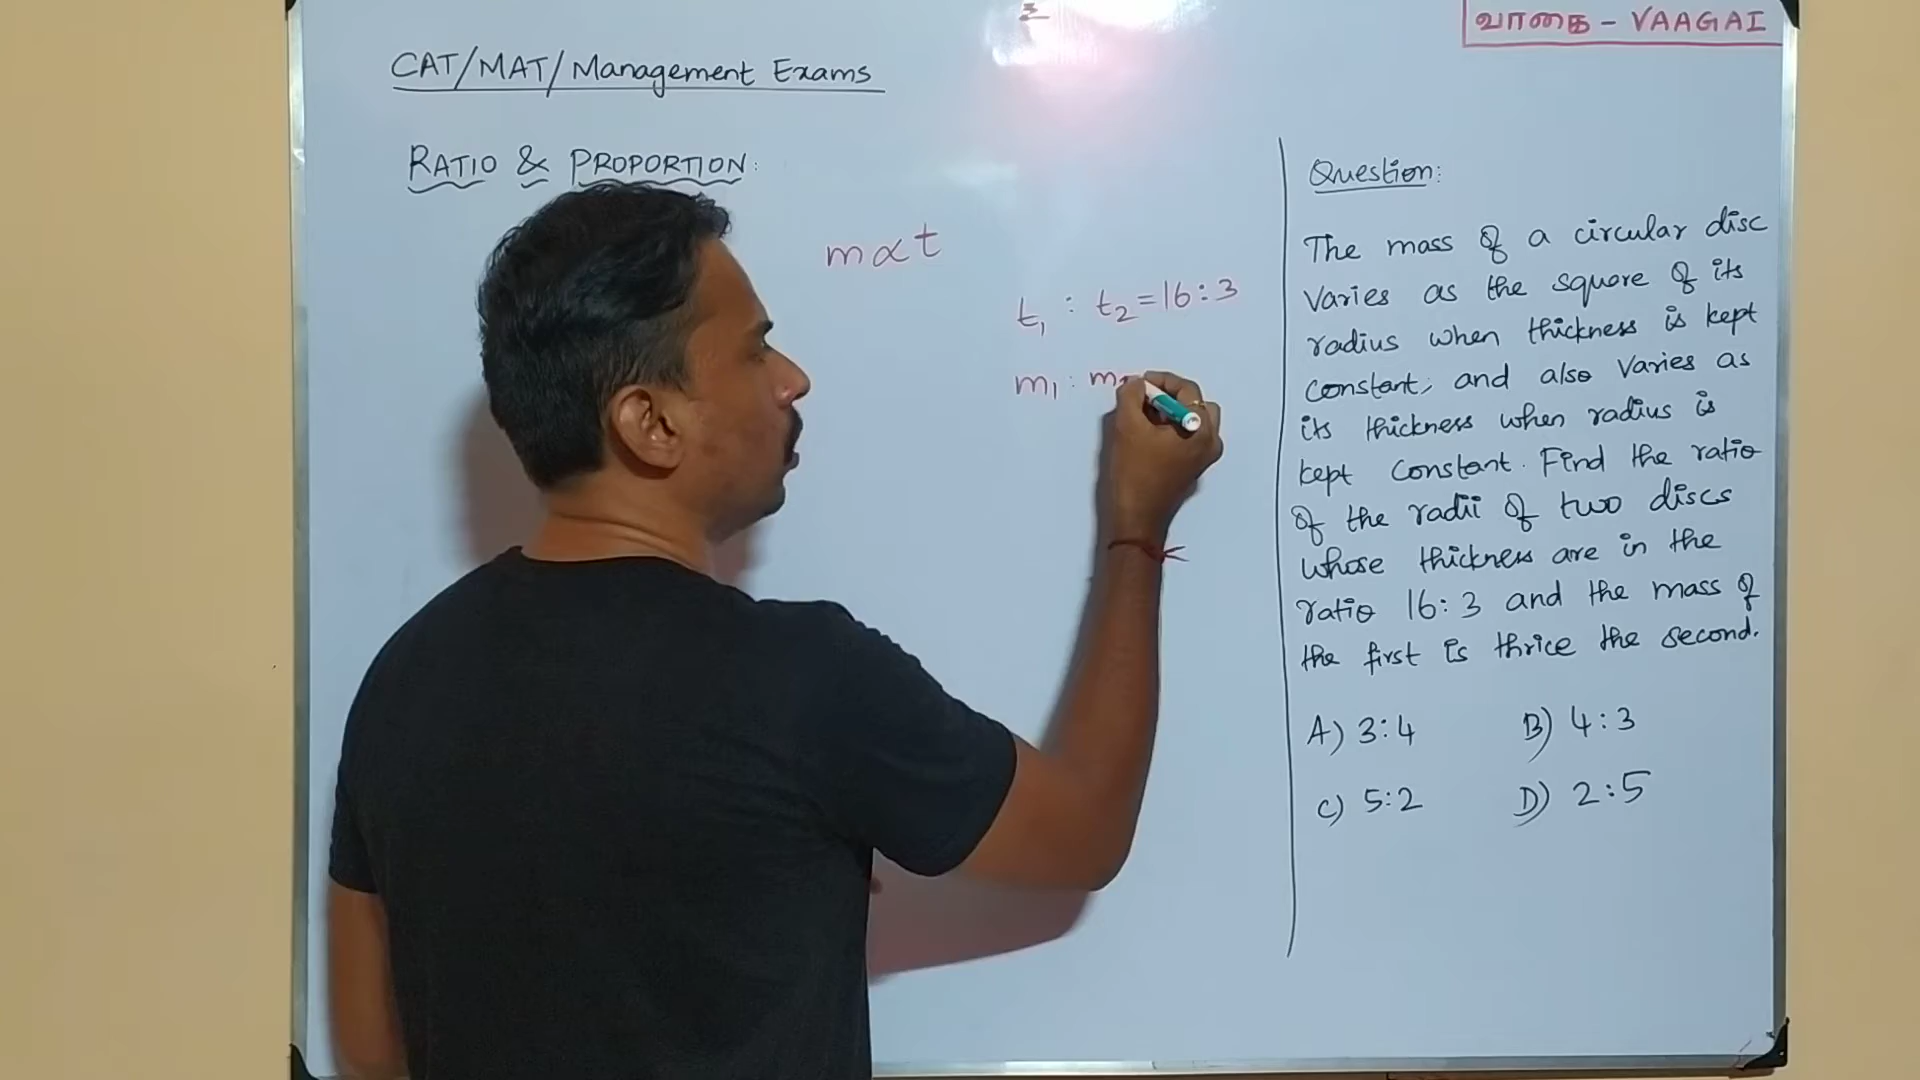 வாகை - VAAGAI
CAT/MAT/Management Exams
RATIO & PROPORTION:
m ∝ t
t₁ : t₂ = 16 : 3
m₁ : m
Question:
The mass of a circular disc
varies as the square of its
radius when thickness is kept
constant, and also varies as
its thickness when radius is
kept constant. Find the ratio
of the radii of two discs
whose thickness are in the
ratio 16:3 and the mass of
the first is thrice the second.
A) 3:4
B) 4:3
C) 5:2
D) 2:5